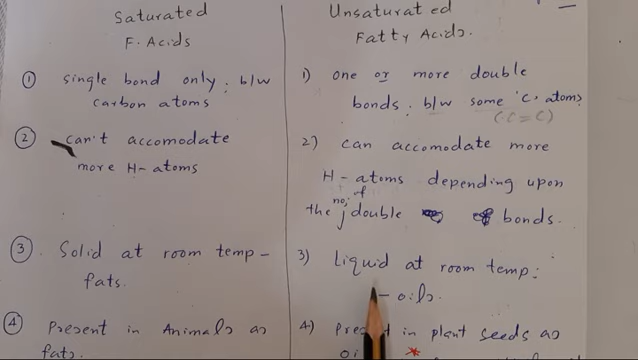 Saturated
F. Acids
① single bond only; b/w
carbon atoms
② can't accomodate
more H-atoms
③ Solid at room temp -
fats.
④ Present in Animals as
fats.
Unsaturated
Fatty Acids.
1) one or more double
bonds; b/w some 'C' atoms
(C=C)
2) can accomodate more
H-atoms depending upon
the no; of double bonds.
3) Liquid at room temp:
- oils.
4) Present in plant seeds as